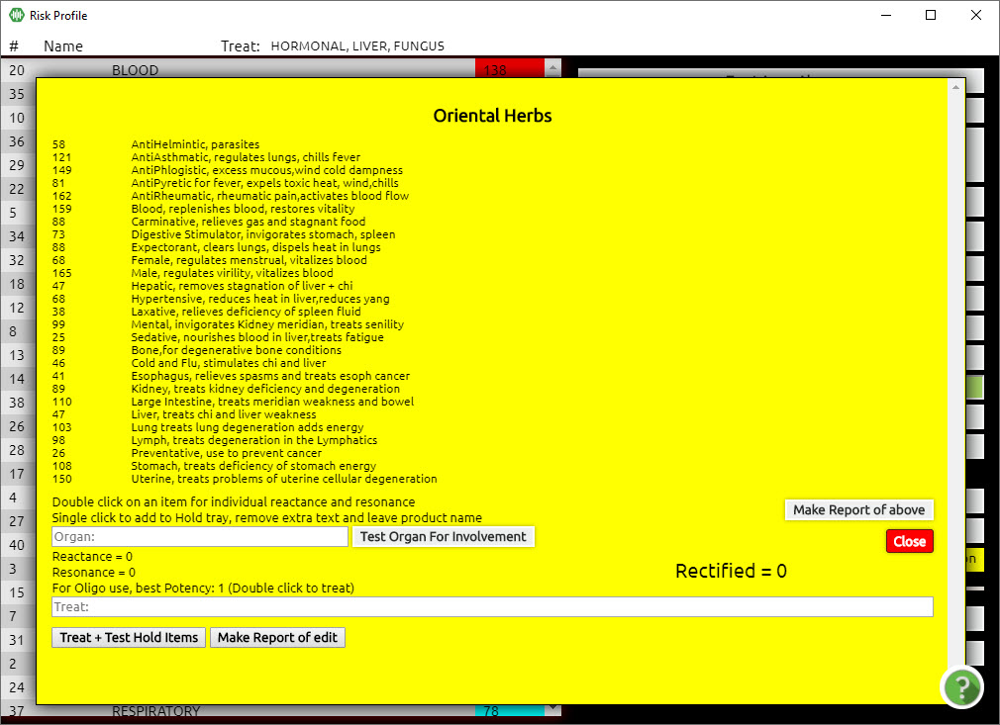 Risk Profile
# Name Treat: HORMONAL, LIVER, FUNGUS
20 BLOOD 138
35
10
36
29
22
5
34
32
18
12
8
13
14
38
26
28
17
4
27
40
3
15
7
31
2
24
37 RESPIRATORY 78
Oriental Herbs
58 AntiHelmintic, parasites
121 AntiAsthmatic, regulates lungs, chills fever
149 AntiPhlogistic, excess mucous,wind cold dampness
81 AntiPyretic for fever, expels toxic heat, wind,chills
162 AntiRheumatic, rheumatic pain,activates blood flow
159 Blood, replenishes blood, restores vitality
88 Carminative, relieves gas and stagnant food
73 Digestive Stimulator, invigorates stomach, spleen
88 Expectorant, clears lungs, dispels heat in lungs
68 Female, regulates menstrual, vitalizes blood
165 Male, regulates virility, vitalizes blood
47 Hepatic, removes stagnation of liver + chi
68 Hypertensive, reduces heat in liver,reduces yang
38 Laxative, relieves deficiency of spleen fluid
99 Mental, invigorates Kidney meridian, treats senility
25 Sedative, nourishes blood in liver,treats fatigue
89 Bone,for degenerative bone conditions
46 Cold and Flu, stimulates chi and liver
41 Esophagus, relieves spasms and treats esoph cancer
89 Kidney, treats kidney deficiency and degeneration
110 Large Intestine, treats meridian weakness and bowel
47 Liver, treats chi and liver weakness
103 Lung treats lung degeneration adds energy
98 Lymph, treats degeneration in the Lymphatics
26 Preventative, use to prevent cancer
108 Stomach, treats deficiency of stomach energy
150 Uterine, treats problems of uterine cellular degeneration
Double click on an item for individual reactance and resonance
Single click to add to Hold tray, remove extra text and leave product name
Make Report of above
Organ: Test Organ For Involvement
Close
Reactance = 0
Resonance = 0
Rectified = 0
For Oligo use, best Potency: 1 (Double click to treat)
Treat:
Treat + Test Hold Items Make Report of edit
?